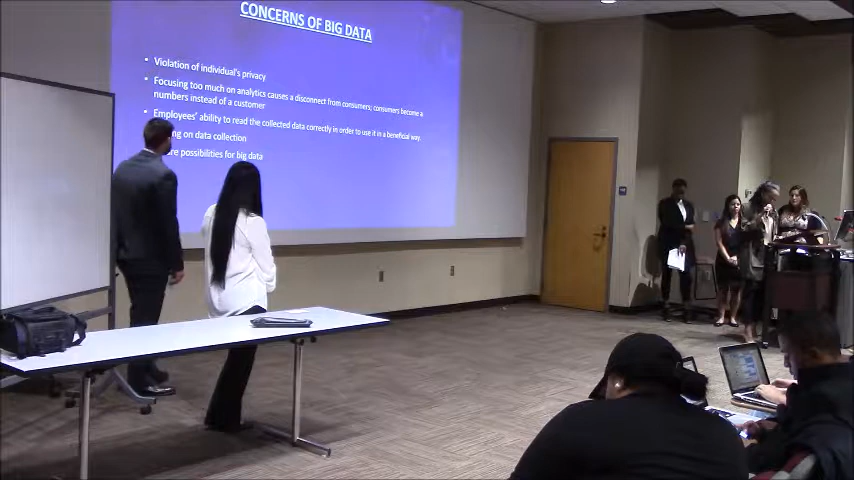 CONCERNS OF BIG DATA
• Violation of individual's privacy
• Focusing too much on analytics causes a disconnect from consumers; consumers become a
numbers instead of a customer
• Employees' ability to read the collected data correctly in order to use it in a beneficial way.
on data collection
possibilities for big data